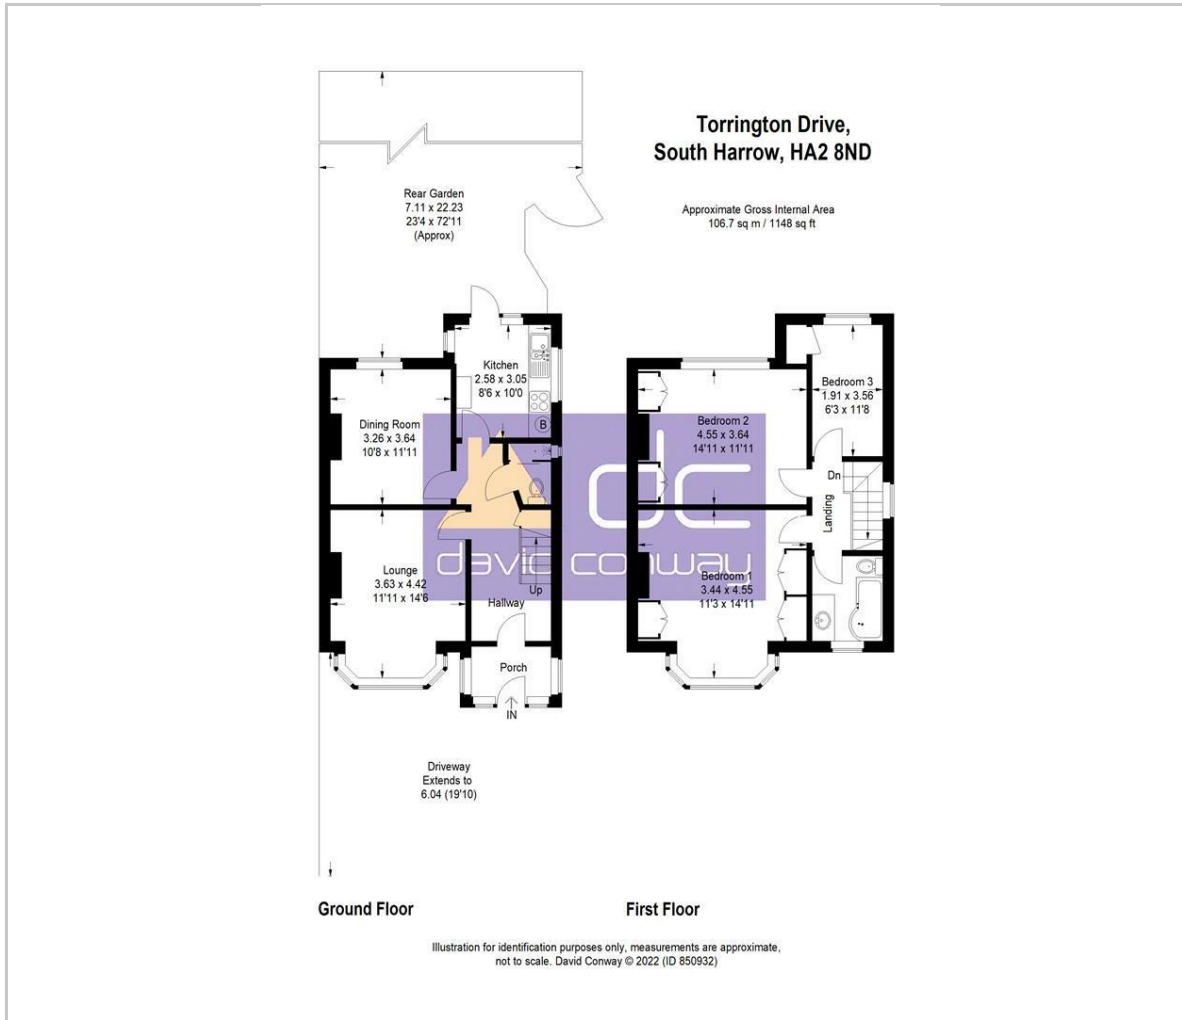 Torrington Drive,
South Harrow, HA2 8ND
Approximate Gross Internal Area
106.7 sq m / 1148 sq ft
Rear Garden
7.11 x 22.23
23'4 x 72'11
(Approx)
Kitchen
2.58 x 3.05
8'6 x 10'0
B
Dining Room
3.26 x 3.64
10'8 x 11'11
Lounge
3.63 x 4.42
11'11 x 14'6
Up
Hallway
Porch
IN
Driveway
Extends to
6.04 (19'10)
Bedroom 3
1.91 x 3.56
6'3 x 11'8
Bedroom 2
4.55 x 3.64
14'11 x 11'11
Dn
Landing
Bedroom 1
3.44 x 4.55
11'3 x 14'11
dc
david conway
Ground Floor
First Floor
Illustration for identification purposes only, measurements are approximate,
not to scale. David Conway © 2022 (ID 850932)